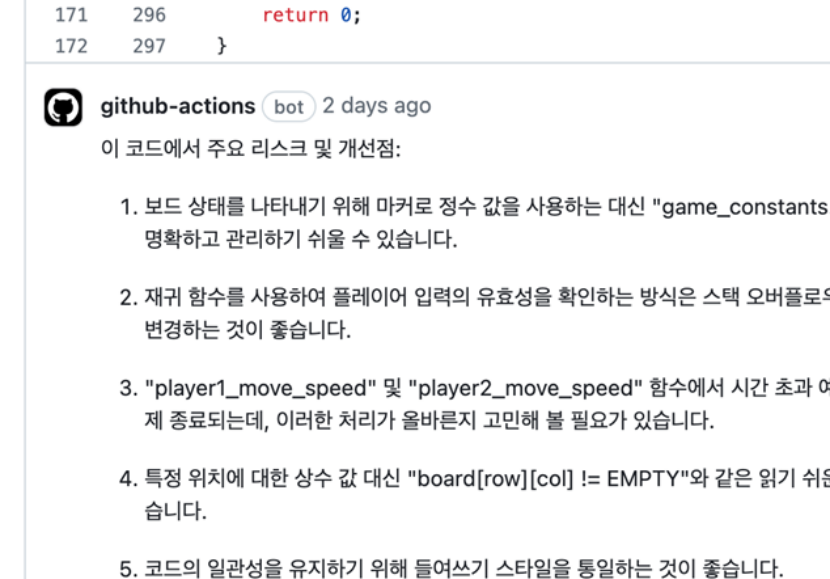 171 296 return 0;
172 297 }
github-actions bot 2 days ago
이 코드에서 주요 리스크 및 개선점:
1. 보드 상태를 나타내기 위해 마커로 정수 값을 사용하는 대신 "game_constants
명확하고 관리하기 쉬울 수 있습니다.
2. 재귀 함수를 사용하여 플레이어 입력의 유효성을 확인하는 방식은 스택 오버플로우
변경하는 것이 좋습니다.
3. "player1_move_speed" 및 "player2_move_speed" 함수에서 시간 초과
제 종료되는데, 이러한 처리가 올바른지 고민해 볼 필요가 있습니다.
4. 특정 위치에 대한 상수 값 대신 "board[row][col] != EMPTY"와 같은 읽기 쉬운
습니다.
5. 코드의 일관성을 유지하기 위해 들여쓰기 스타일을 통일하는 것이 좋습니다.